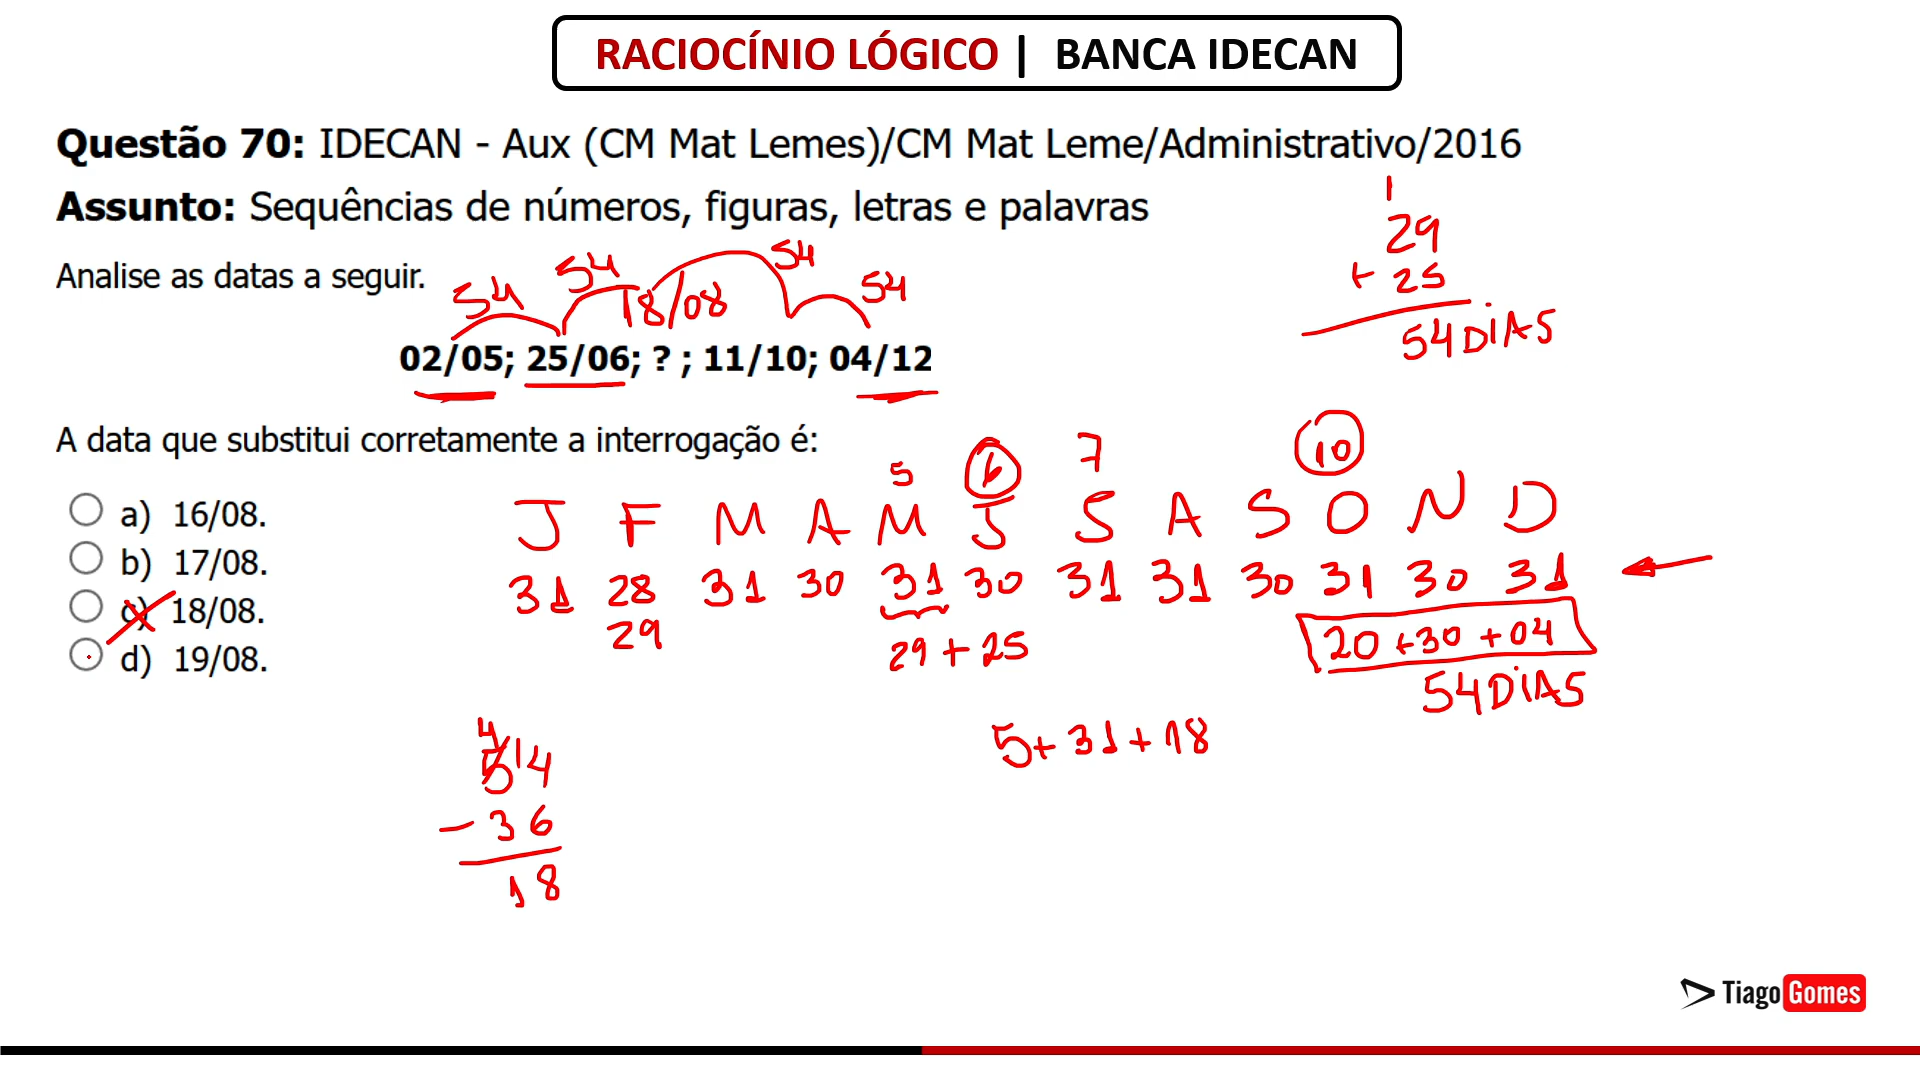 RACIOCÍNIO LÓGICO | BANCA IDECAN
Questão 70: IDECAN - Aux (CM Mat Lemes)/CM Mat Leme/Administrativo/2016
Assunto: Sequências de números, figuras, letras e palavras
Analise as datas a seguir.
54 54 18/08 54 54
02/05; 25/06; ? ; 11/10; 04/12
1
29
+ 25
54 DIAS
A data que substitui corretamente a interrogação é:
a) 16/08.
b) 17/08.
c) 18/08.
d) 19/08.
5 6 7 10
J F M A M J J A S O N D
31 28 31 30 31 30 31 31 30 31 30 31
29
29 + 25
20 + 30 + 04
54 DIAS
5 + 31 + 18
4
514
- 36
18
Tiago Gomes